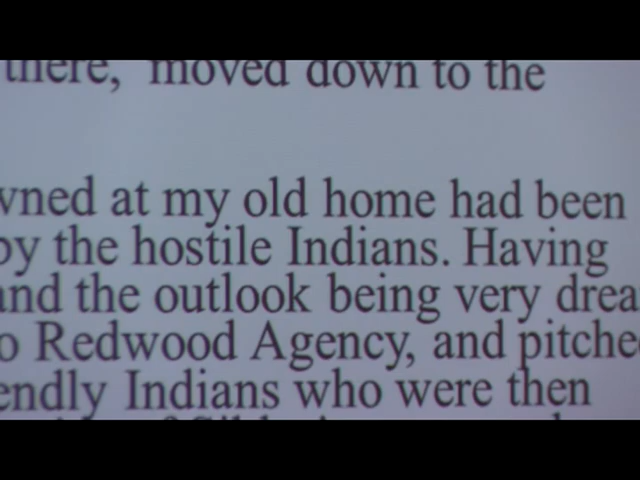 there, moved down to the
wned at my old home had been
by the hostile Indians. Having
and the outlook being very drea
o Redwood Agency, and pitche
endly Indians who were then